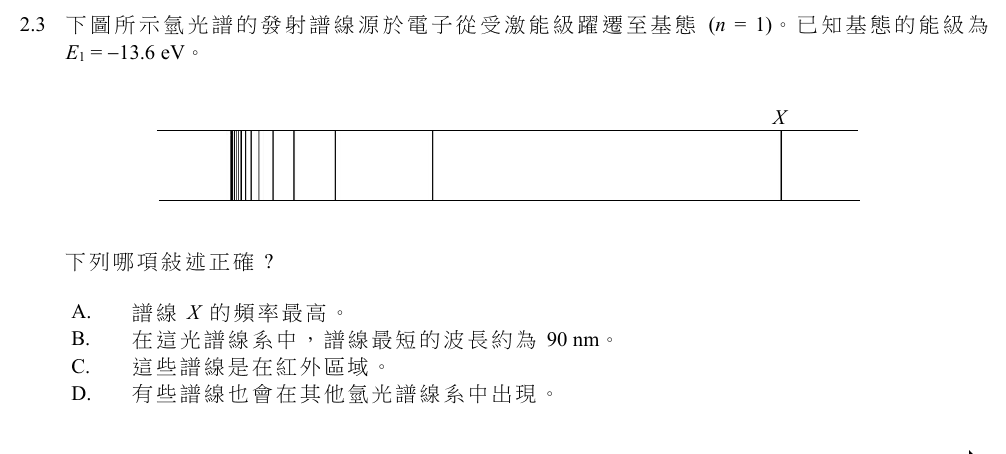 2.3 下圖所示氫光譜的發射譜線源於電子從受激能級躍遷至基態 (n = 1)。已知基態的能級為
E₁ = –13.6 eV。
X
下列哪項敍述正確?
A. 譜線 X 的頻率最高。
B. 在這光譜線系中,譜線最短的波長約為 90 nm。
C. 這些譜線是在紅外區域。
D. 有些譜線也會在其他氫光譜線系中出現。